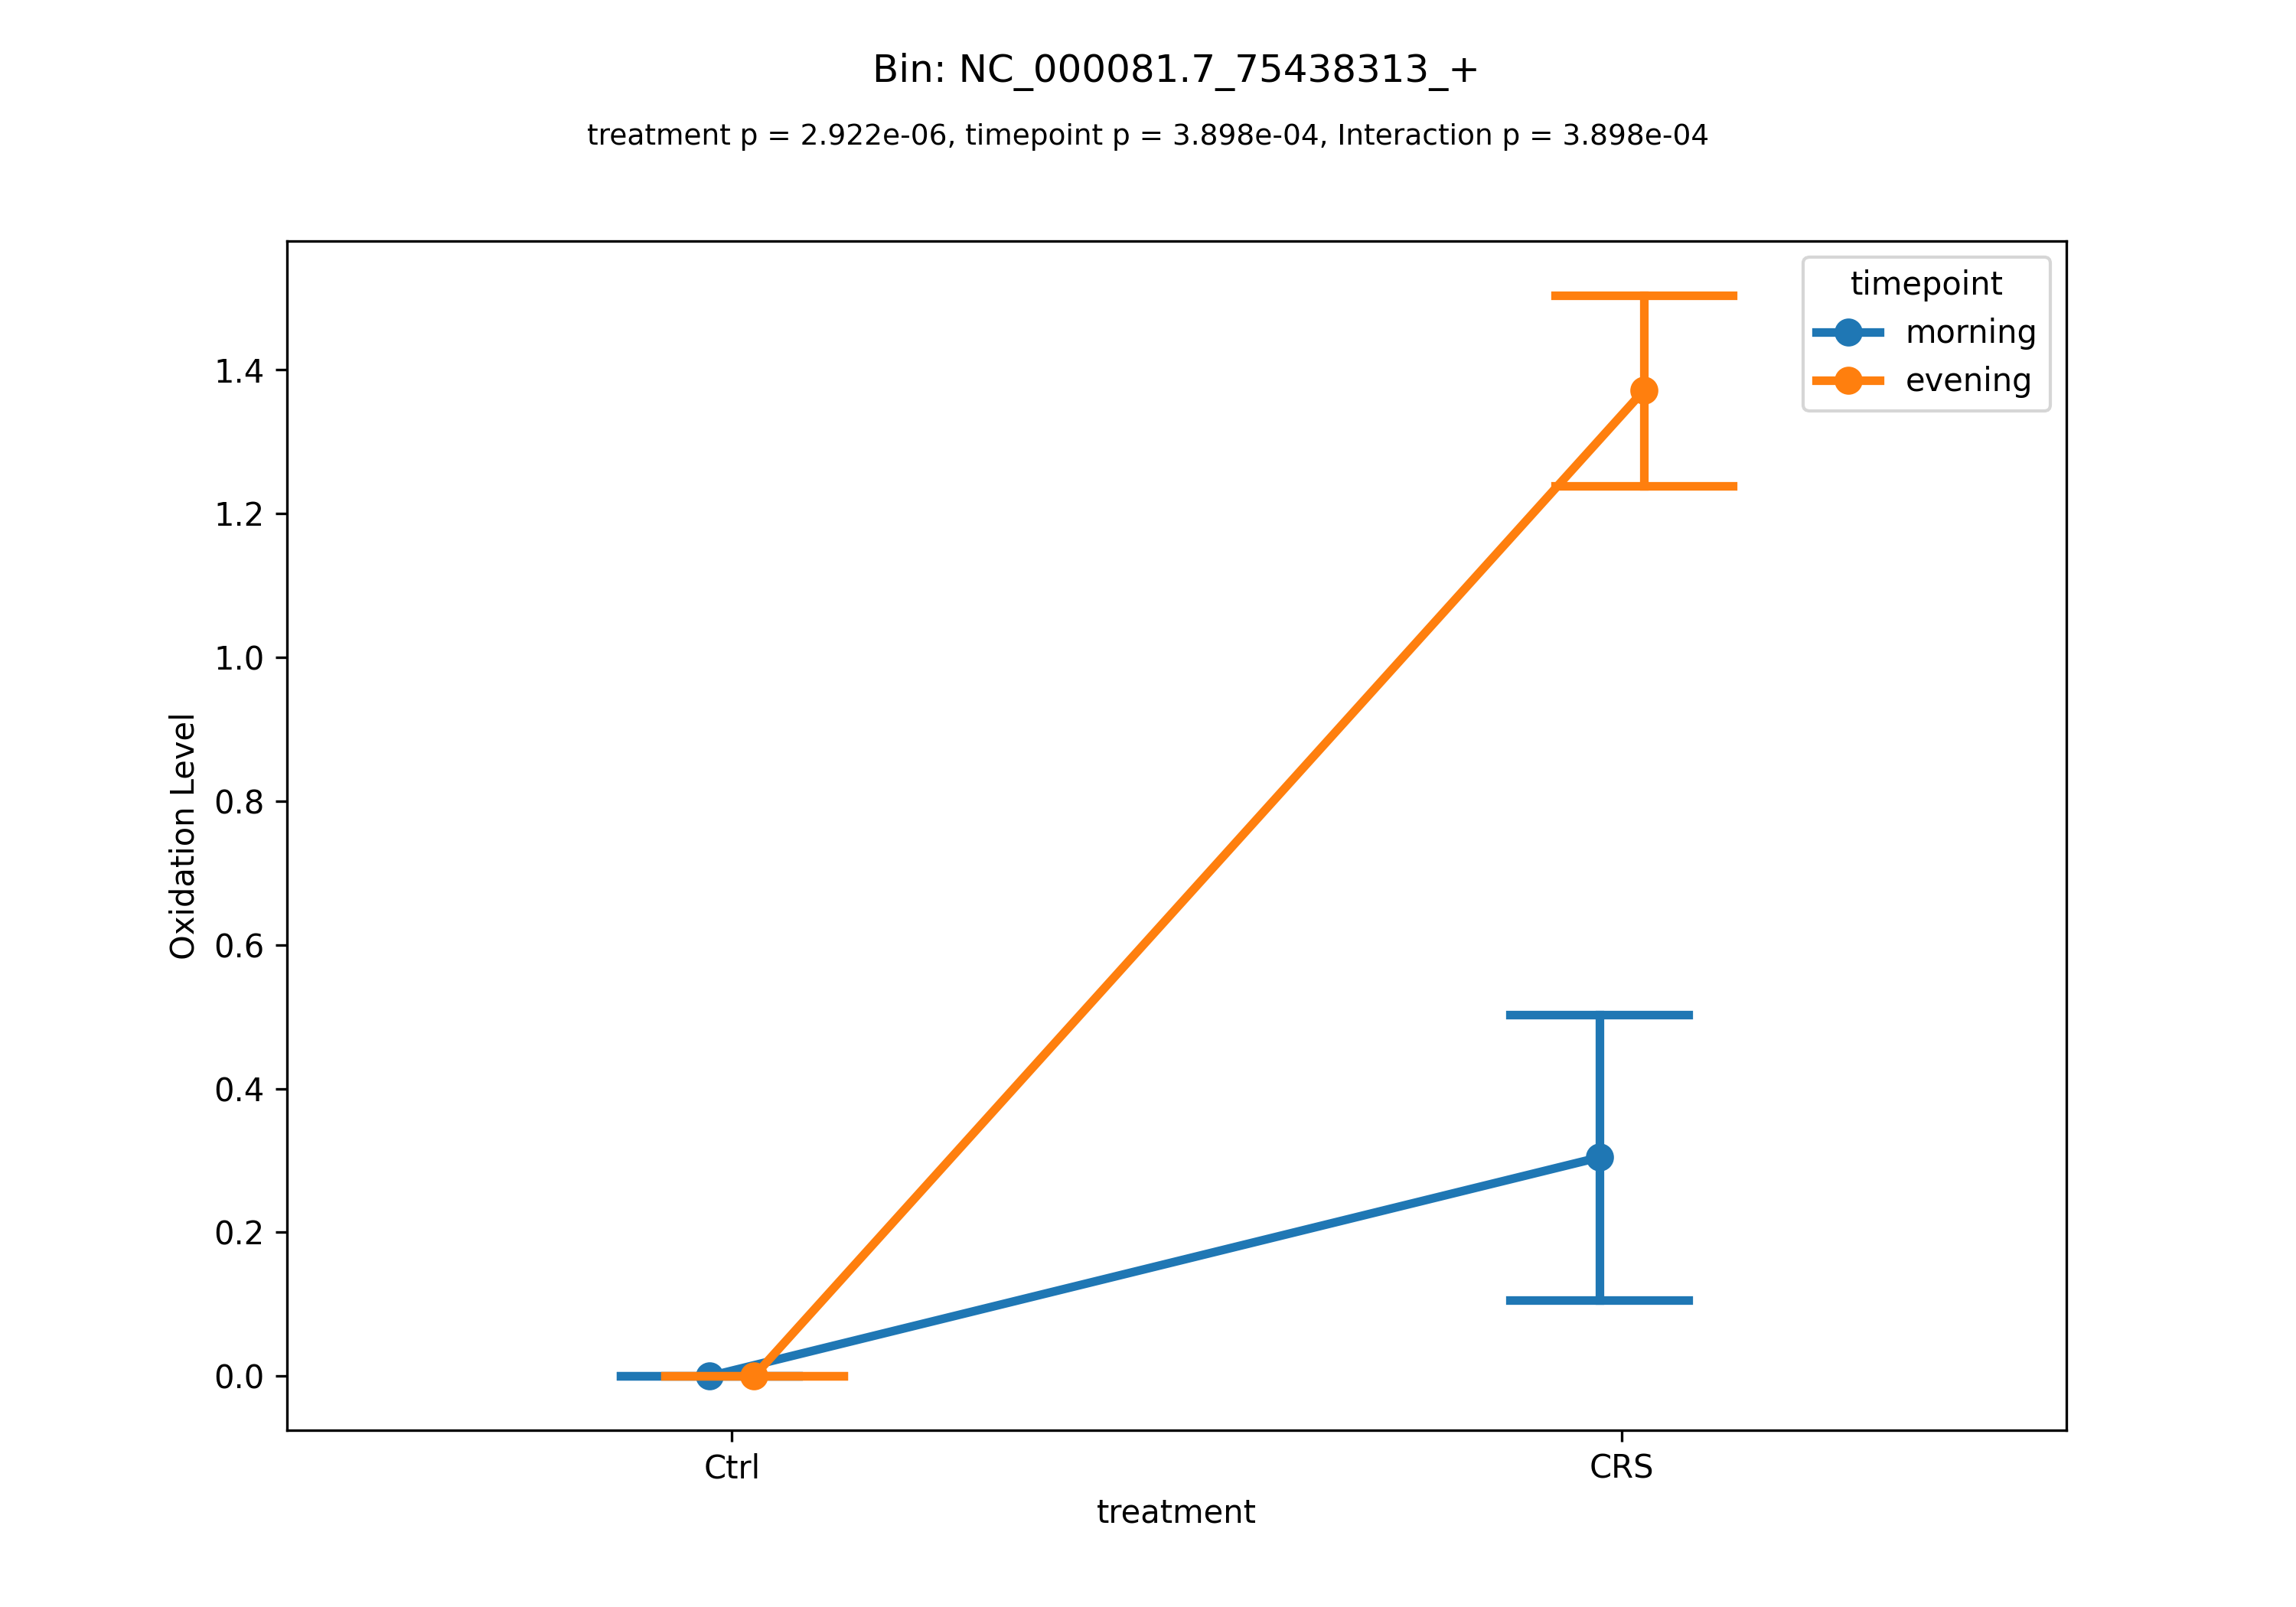 Bin: NC_000081.7_75438313_+
treatment p = 2.922e-06, timepoint p = 3.898e-04, Interaction p = 3.898e-04
timepoint
morning
evening
1.4
1.2
1.0
0.8
0.6
0.4
0.2
0.0
Oxidation Level
Ctrl
CRS
treatment